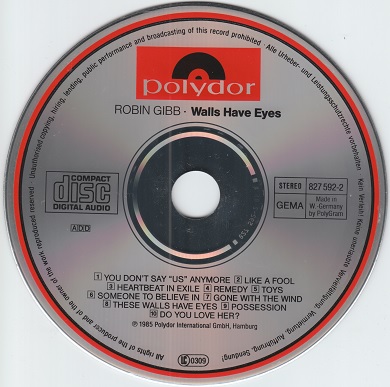 Unauthorised copying, hiring, lending, public performance and broadcasting of this record prohibited · Alle Urheber- und Leistungsschutzrechte vorbehalten
Kein Verleih! Keine unerlaubte Vervielfältigung, Vermietung, Aufführung, Sendung!
All rights of the producer and of the owner of the work reproduced reserved ·
polydor
ROBIN GIBB · Walls Have Eyes
COMPACT
disc
DIGITAL AUDIO
STEREO 827 592-2
GEMA Made in
W.-Germany
by PolyGram
ADD
1 YOU DON'T SAY "US" ANYMORE 2 LIKE A FOOL
3 HEARTBEAT IN EXILE 4 REMEDY 5 TOYS
6 SOMEONE TO BELIEVE IN 7 GONE WITH THE WIND
8 THESE WALLS HAVE EYES 9 POSSESSION
10 DO YOU LOVE HER?
℗ 1985 Polydor International GmbH, Hamburg
LC 0309